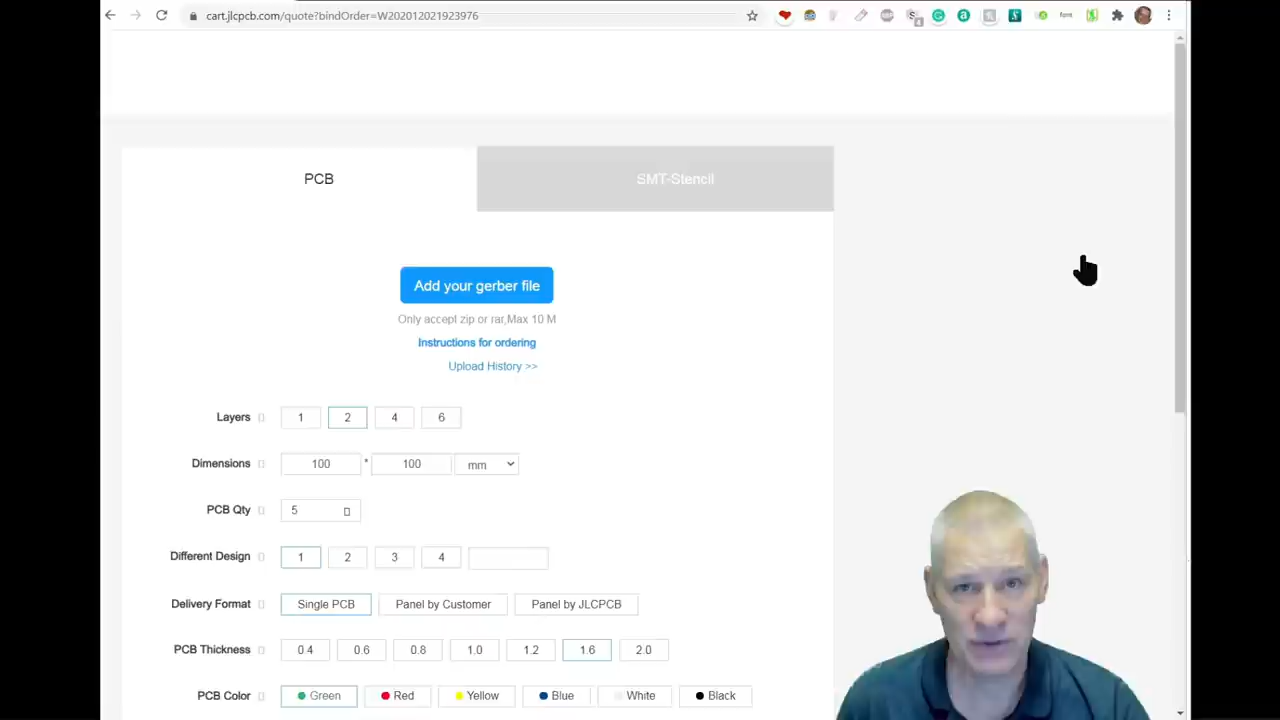 cart.jlcpcb.com/quote?bindOrder=W202012021923976
font
PCB
SMT-Stencil
Add your gerber file
Only accept zip or rar,Max 10 M
Instructions for ordering
Upload History >>
Layers 1 2 4 6
Dimensions 100 * 100 mm
PCB Qty 5
Different Design 1 2 3 4
Delivery Format Single PCB Panel by Customer Panel by JLCPCB
PCB Thickness 0.4 0.6 0.8 1.0 1.2 1.6 2.0
PCB Color Green Red Yellow Blue White Black